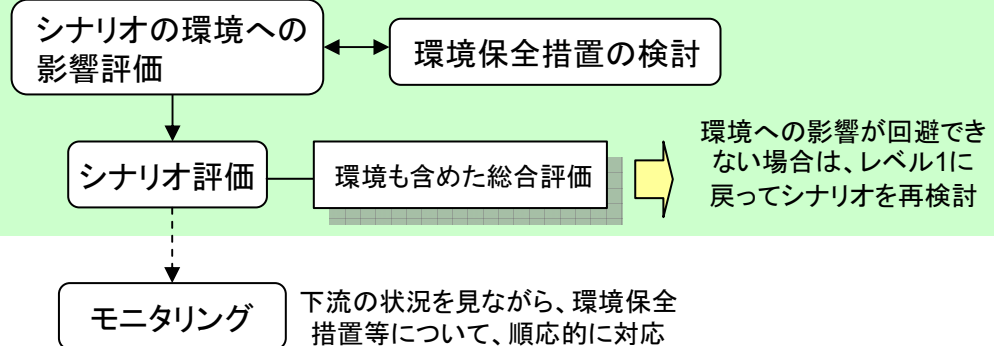 シナリオの環境への
影響評価
環境保全措置の検討
シナリオ評価
環境も含めた総合評価
環境への影響が回避でき
ない場合は、レベル1に
戻ってシナリオを再検討
モニタリング
下流の状況を見ながら、環境保全
措置等について、順応的に対応